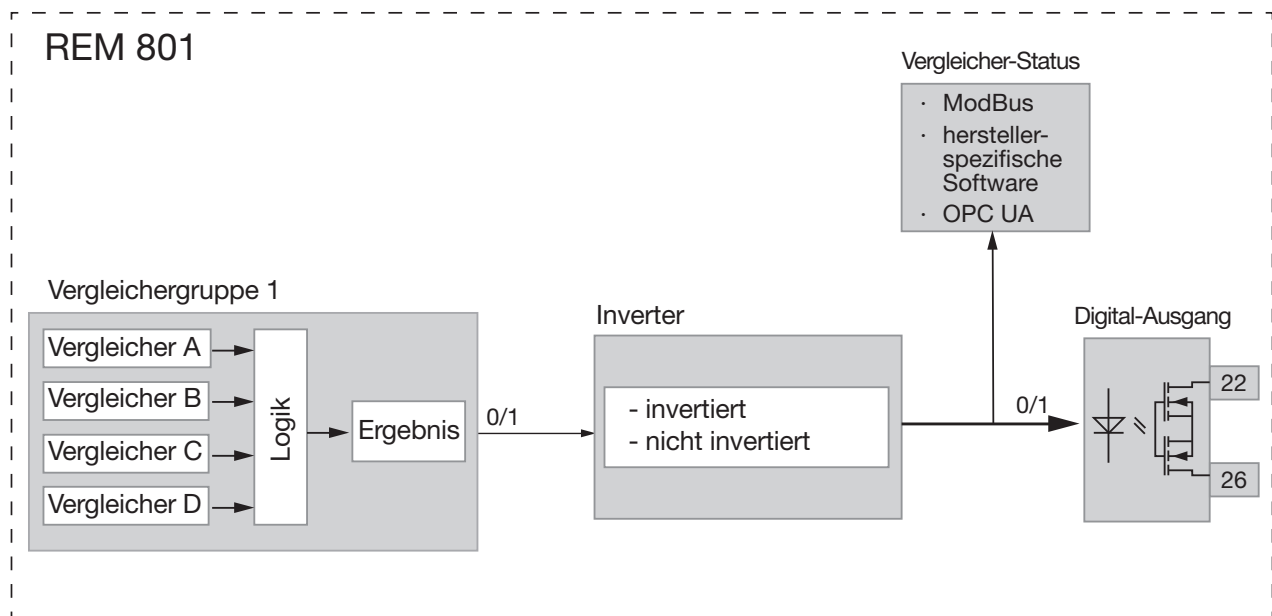 REM 801
Vergleicher-Status
· ModBus
· hersteller-
spezifische
Software
· OPC UA
Vergleichergruppe 1
Vergleicher A
Vergleicher B
Vergleicher C
Vergleicher D
Logik
Ergebnis
0/1
Inverter
- invertiert
- nicht invertiert
0/1
Digital-Ausgang
22
26